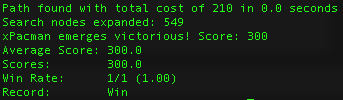 Path found with total cost of 210 in 0.0 seconds
Search nodes expanded: 549
xPacman emerges victorious! Score: 300
Average Score: 300.0
Scores:        300.0
Win Rate:      1/1 (1.00)
Record:        Win